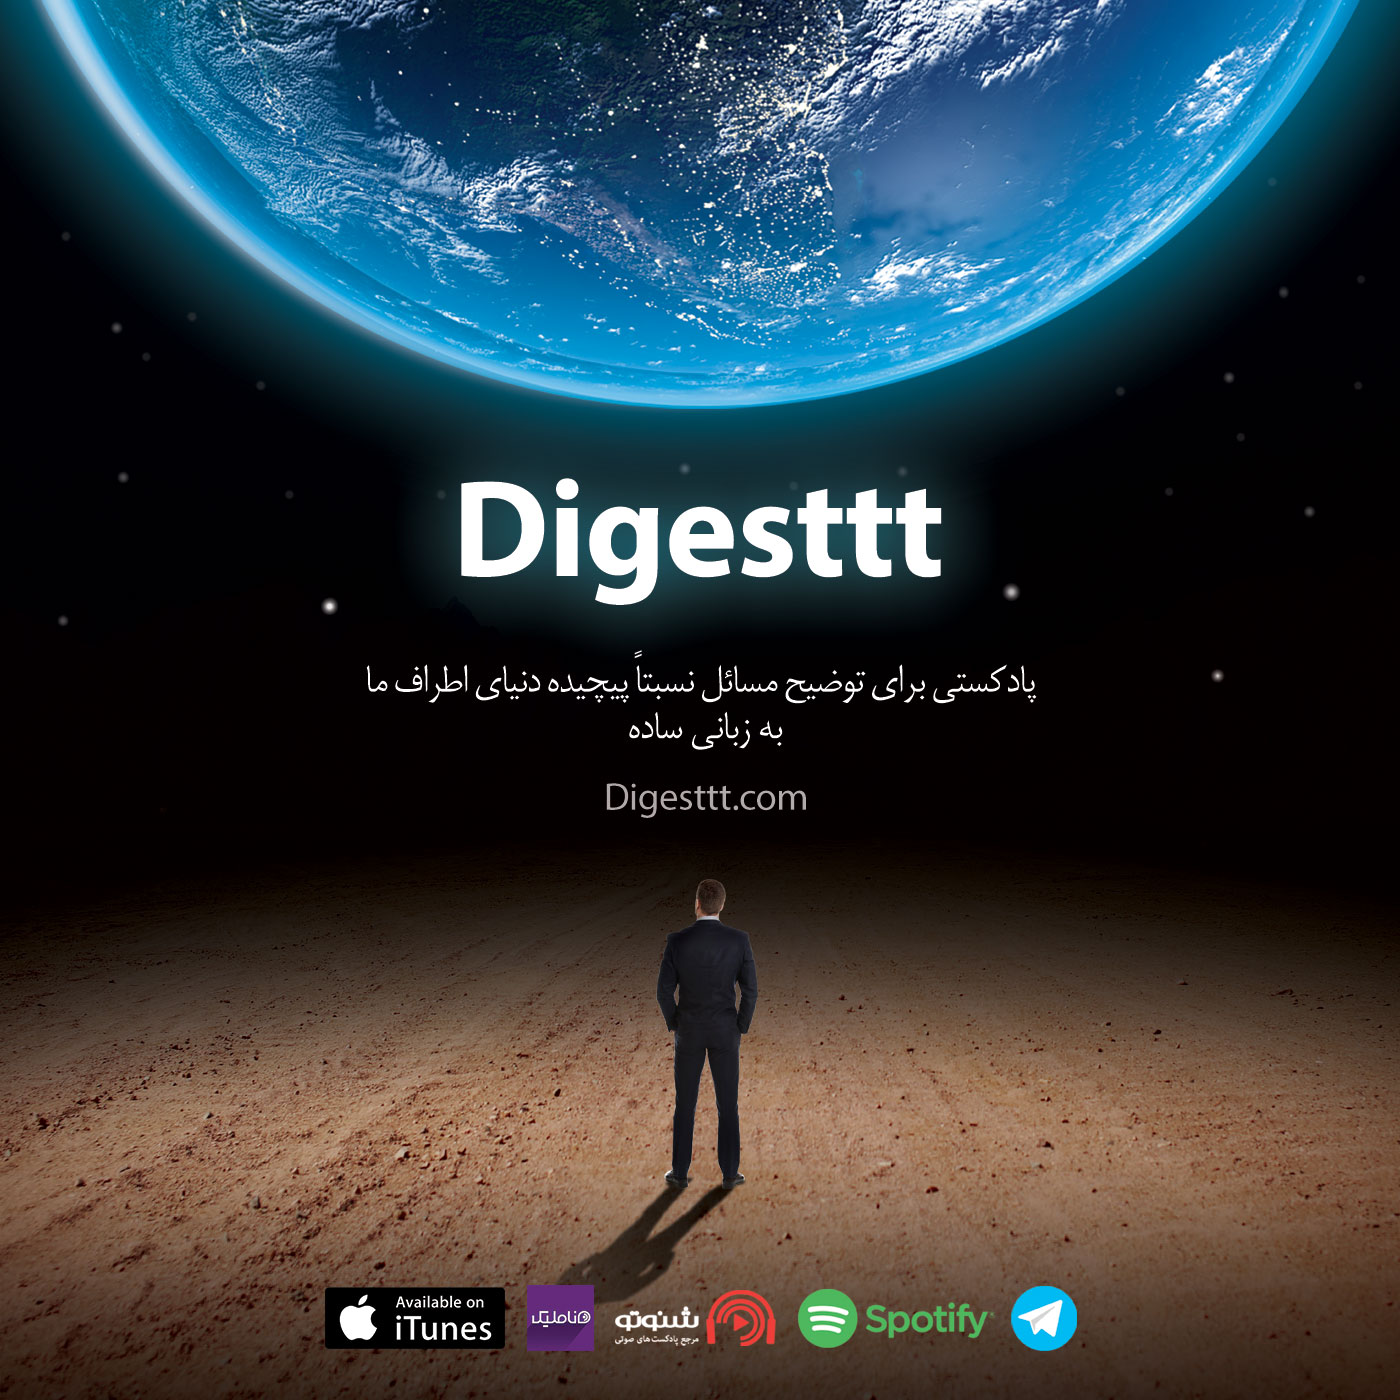 Digesttt
پادکستی برای توضیح مسائل نسبتاً پیچیده دنیای اطراف ما
به زبانی ساده
Digesttt.com
Available on
iTunes
ناملیک
شنوتو
مرجع پادکست‌های صوتی
Spotify